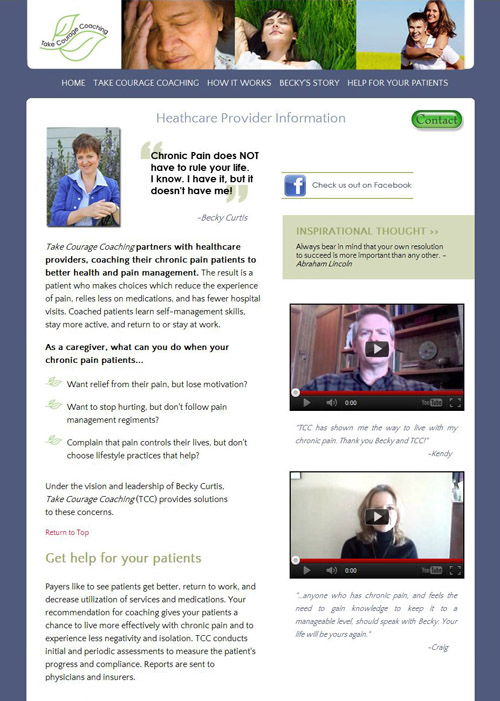 Take Courage Coaching
HOME TAKE COURAGE COACHING HOW IT WORKS BECKY'S STORY HELP FOR YOUR PATIENTS
Heathcare Provider Information
Contact
“Chronic Pain does NOT
have to rule your life.
I know. I have it, but it
doesn't have me!”
–Becky Curtis
Take Courage Coaching partners with healthcare
providers, coaching their chronic pain patients to
better health and pain management. The result is a
patient who makes choices which reduce the experience
of pain, relies less on medications, and has fewer hospital
visits. Coached patients learn self-management skills,
stay more active, and return to or stay at work.
As a caregiver, what can you do when your
chronic pain patients...
Want relief from their pain, but lose motivation?
Want to stop hurting, but don't follow pain
management regiments?
Complain that pain controls their lives, but don't
choose lifestyle practices that help?
Under the vision and leadership of Becky Curtis,
Take Courage Coaching (TCC) provides solutions
to these concerns.
Return to Top
Get help for your patients
Payers like to see patients get better, return to work, and
decrease utilization of services and medications. Your
recommendation for coaching gives your patients a
chance to live more effectively with chronic pain and to
experience less negativity and isolation. TCC conducts
initial and periodic assessments to measure the patient's
progress and compliance. Reports are sent to
physicians and insurers.
f Check us out on Facebook
INSPIRATIONAL THOUGHT >>
Always bear in mind that your own resolution
to succeed is more important than any other. –
Abraham Lincoln
0:00 YouTube
"TCC has shown me the way to live with my
chronic pain. Thank you Becky and TCC!"
-Kendy
0:00 YouTube
"...anyone who has chronic pain, and feels the
need to gain knowledge to keep it to a
manageable level, should speak with Becky. Your
life will be yours again."
-Craig